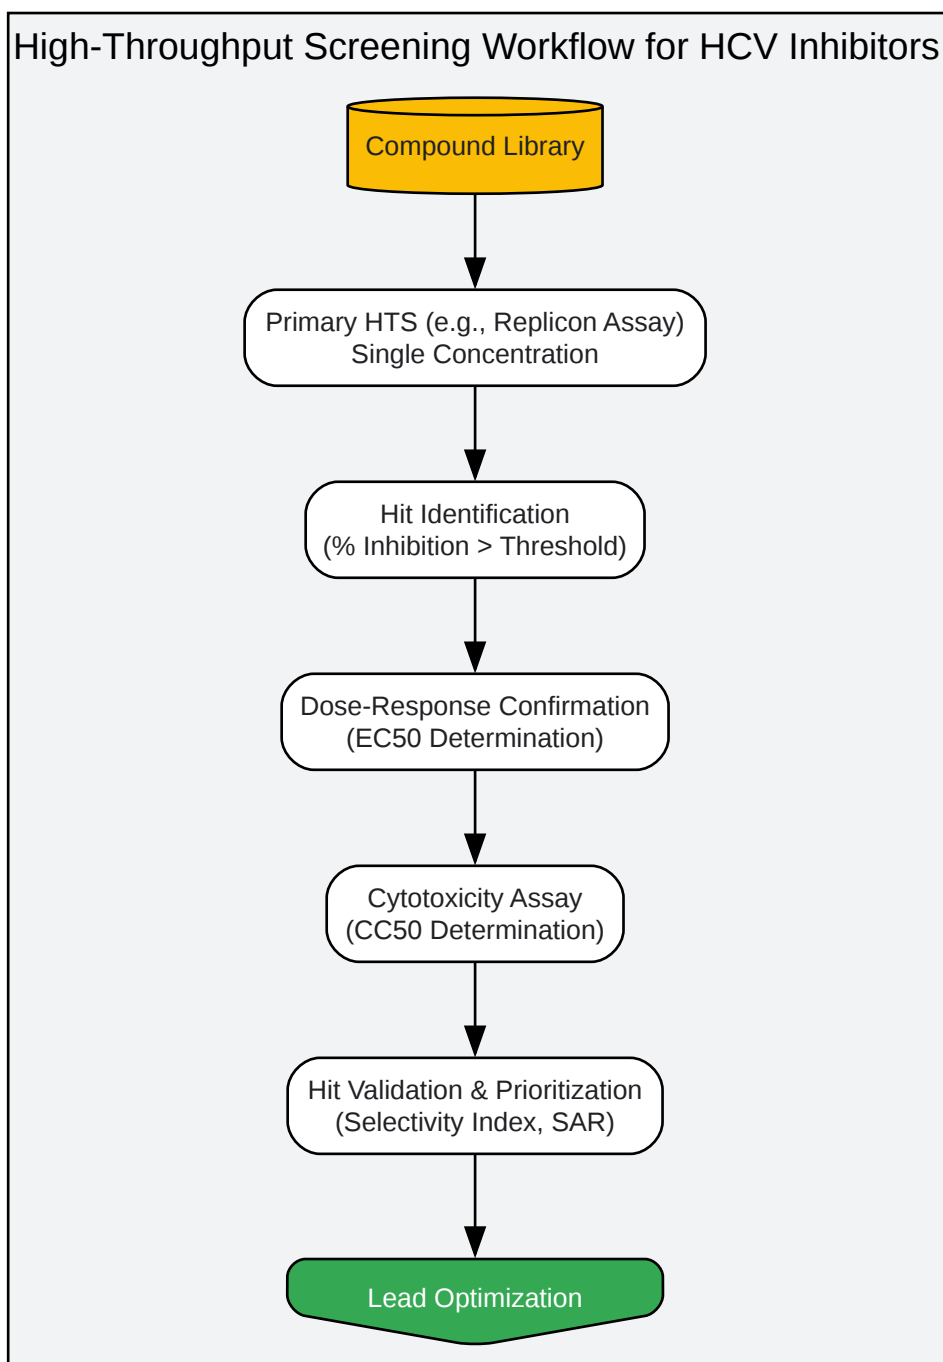 High-Throughput Screening Workflow for HCV Inhibitors
Compound Library
Primary HTS (e.g., Replicon Assay)
Single Concentration
Hit Identification
(% Inhibition > Threshold)
Dose-Response Confirmation
(EC50 Determination)
Cytotoxicity Assay
(CC50 Determination)
Hit Validation & Prioritization
(Selectivity Index, SAR)
Lead Optimization